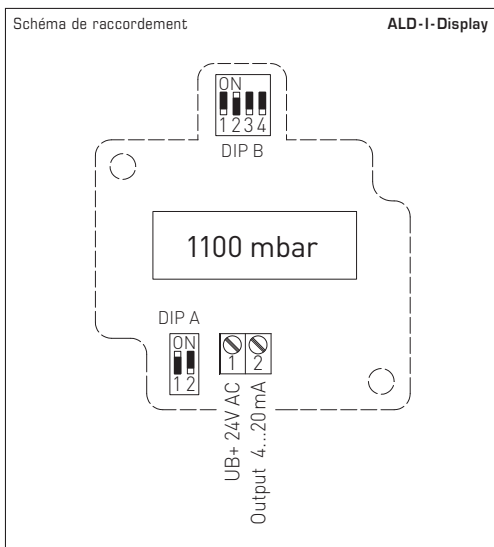 Schéma de raccordement
ALD-I-Display
ON
1 2 3 4
DIP B
1100 mbar
DIP A
ON
1 2
1 2
UB+ 24V AC
Output 4...20mA